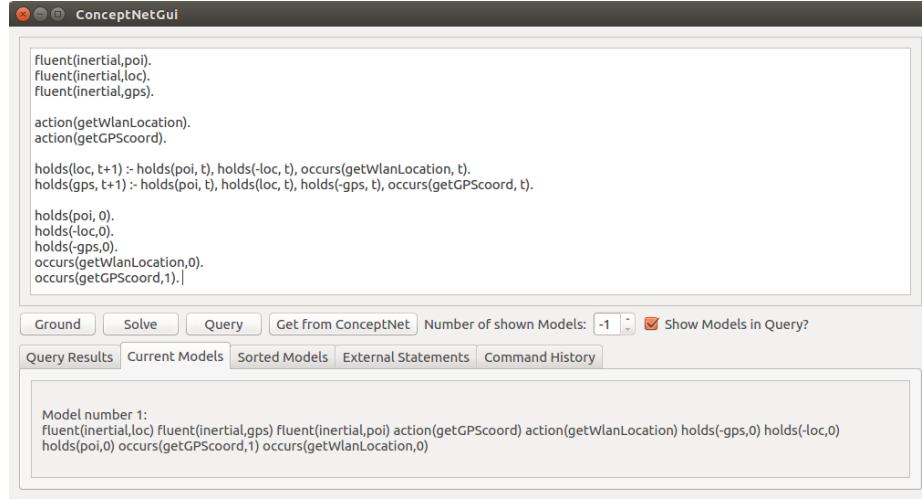 ConceptNetGui
fluent(inertial,poi).
fluent(inertial,loc).
fluent(inertial,gps).
action(getWlanLocation).
action(getGPScoord).
holds(loc, t+1) :- holds(poi, t), holds(-loc, t), occurs(getWlanLocation, t).
holds(gps, t+1) :- holds(poi, t), holds(loc, t), holds(-gps, t), occurs(getGPScoord, t).
holds(poi, 0).
holds(-loc,0).
holds(-gps,0).
occurs(getWlanLocation,0).
occurs(getGPScoord,1).
Ground Solve Query Get from ConceptNet Number of shown Models: -1 Show Models in Query?
Query Results Current Models Sorted Models External Statements Command History
Model number 1:
fluent(inertial,loc) fluent(inertial,gps) fluent(inertial,poi) action(getGPScoord) action(getWlanLocation) holds(-gps,0) holds(-loc,0)
holds(poi,0) occurs(getGPScoord,1) occurs(getWlanLocation,0)